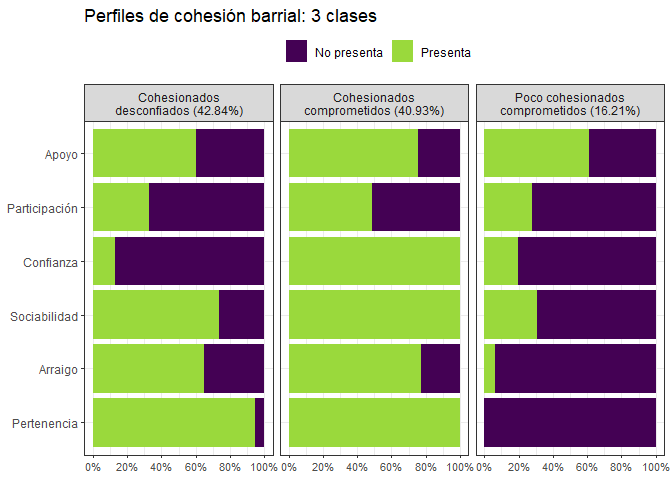 Perfiles de cohesión barrial: 3 clases
No presenta
Presenta
Cohesionados
desconfiados (42.84%)
Cohesionados
comprometidos (40.93%)
Poco cohesionados
comprometidos (16.21%)
Apoyo
Participación
Confianza
Sociabilidad
Arraigo
Pertenencia
0% 20% 40% 60% 80% 100%
0% 20% 40% 60% 80% 100%
0% 20% 40% 60% 80% 100%